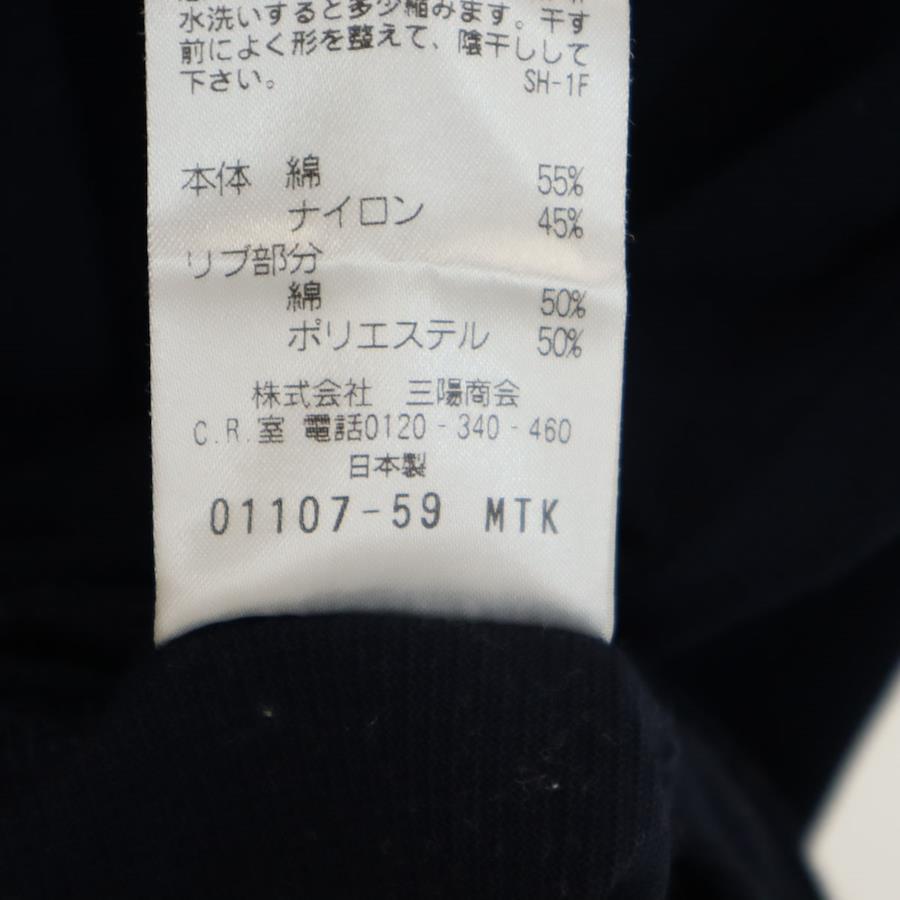 水洗いすると多少縮みます。干す
前によく形を整えて、陰干しして
下さい。 SH-1F
本体 綿 55%
ナイロン 45%
リブ部分
綿 50%
ポリエステル 50%
株式会社 三陽商会
C.R.室 電話0120-340-460
日本製
01107-59 MTK